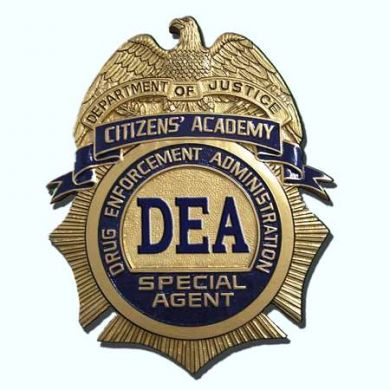 DEPARTMENT OF JUSTICE
CITIZENS' ACADEMY
DRUG ENFORCEMENT ADMINISTRATION
DEA
SPECIAL
AGENT